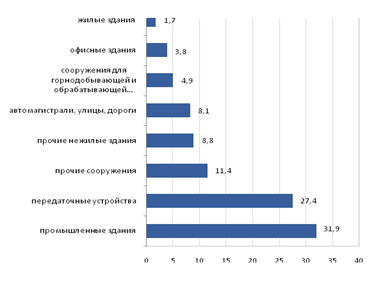 жилые здания
1,7
офисные здания
3,8
сооружения для
горнодобывающей и
обрабатывающей...
4,9
автомагистрали, улицы, дороги
8,1
прочие нежилые здания
8,8
прочие сооружения
11,4
передаточные устройства
27,4
промышленные здания
31,9
0 5 10 15 20 25 30 35 40